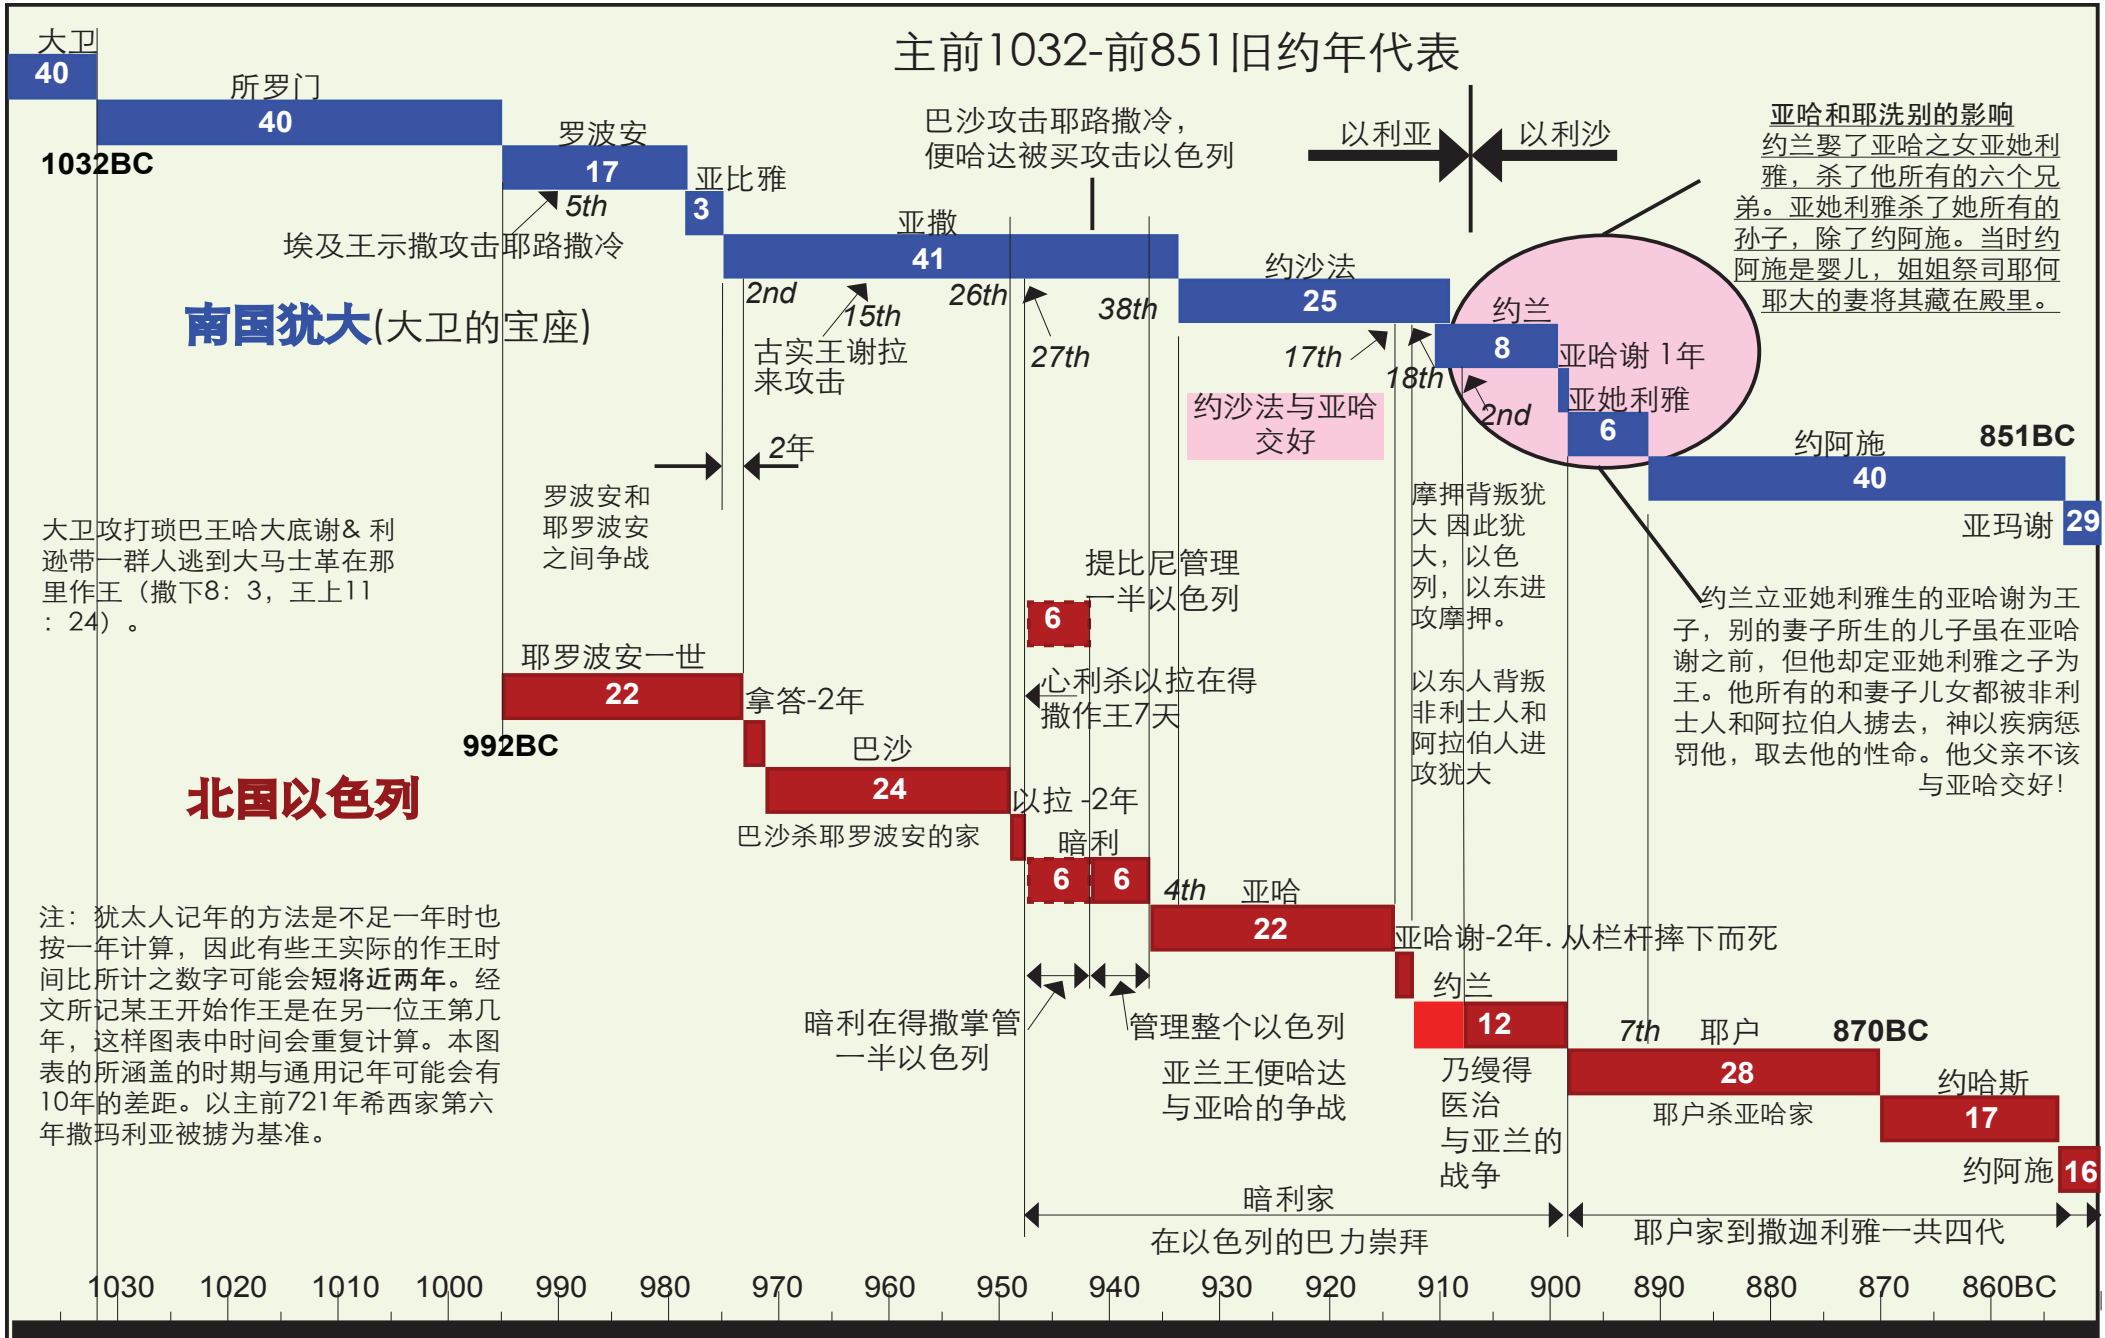 主前1032-前851旧约年代表
大卫
40
所罗门
40
1032BC
罗波安
17
5th
埃及王示撒攻击耶路撒冷
亚比雅
3
巴沙攻击耶路撒冷，
便哈达被买攻击以色列
以利亚
以利沙
亚哈和耶洗别的影响
约兰娶了亚哈之女亚她利
雅，杀了他所有的六个兄
弟。亚她利雅杀了她所有的
孙子，除了约阿施。当时约
阿施是婴儿，姐姐祭司耶何
耶大的妻将其藏在殿里。
亚撒
41
2nd
15th
26th
27th
38th
古实王谢拉
来攻击
约沙法
25
17th
18th
约兰
8
2nd
亚哈谢 1年
亚她利雅
6
约沙法与亚哈
交好
约阿施
40
851BC
亚玛谢
29
南国犹大(大卫的宝座)
2年
罗波安和
耶罗波安
之间争战
大卫攻打琐巴王哈大底谢& 利
逊带一群人逃到大马士革在那
里作王（撒下8：3，王上11
：24）。
摩押背叛犹
大 因此犹
大，以色
列，以东进
攻摩押。
以东人背叛
非利士人和
阿拉伯人进
攻犹大
约兰立亚她利雅生的亚哈谢为王
子，别的妻子所生的儿子虽在亚哈
谢之前，但他却定亚她利雅之子为
王。他所有的和妻子儿女都被非利
士人和阿拉伯人掳去，神以疾病惩
罚他，取去他的性命。他父亲不该
与亚哈交好！
提比尼管理
一半以色列
6
心利杀以拉在得
撒作王7天
耶罗波安一世
22
992BC
拿答-2年
巴沙
24
巴沙杀耶罗波安的家
以拉 -2年
北国以色列
暗利
6
6
4th
亚哈
22
亚哈谢-2年. 从栏杆摔下而死
约兰
12
暗利在得撒掌管
一半以色列
管理整个以色列
亚兰王便哈达
与亚哈的争战
乃缦得
医治
与亚兰的
战争
7th
耶户
870BC
28
耶户杀亚哈家
约哈斯
17
约阿施
16
注：犹太人记年的方法是不足一年时也
按一年计算，因此有些王实际的作王时
间比所计之数字可能会短将近两年。经
文所记某王开始作王是在另一位王第几
年，这样图表中时间会重复计算。本图
表的所涵盖的时期与通用记年可能会有
10年的差距。以主前721年希西家第六
年撒玛利亚被掳为基准。
暗利家
在以色列的巴力崇拜
耶户家到撒迦利雅一共四代
1030 1020 1010 1000 990 980 970 960 950 940 930 920 910 900 890 880 870 860BC